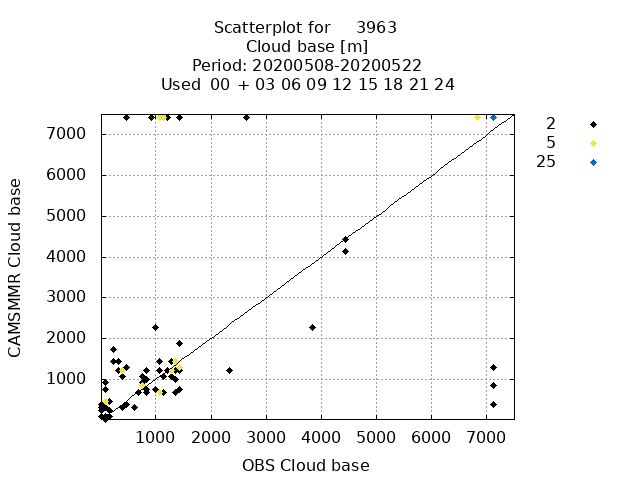 Scatterplot for 3963
Cloud base [m]
Period: 20200508-20200522
Used 00 + 03 06 09 12 15 18 21 24
2
5
25
7000
6000
5000
4000
3000
2000
1000
CAMSMMR Cloud base
1000 2000 3000 4000 5000 6000 7000
OBS Cloud base